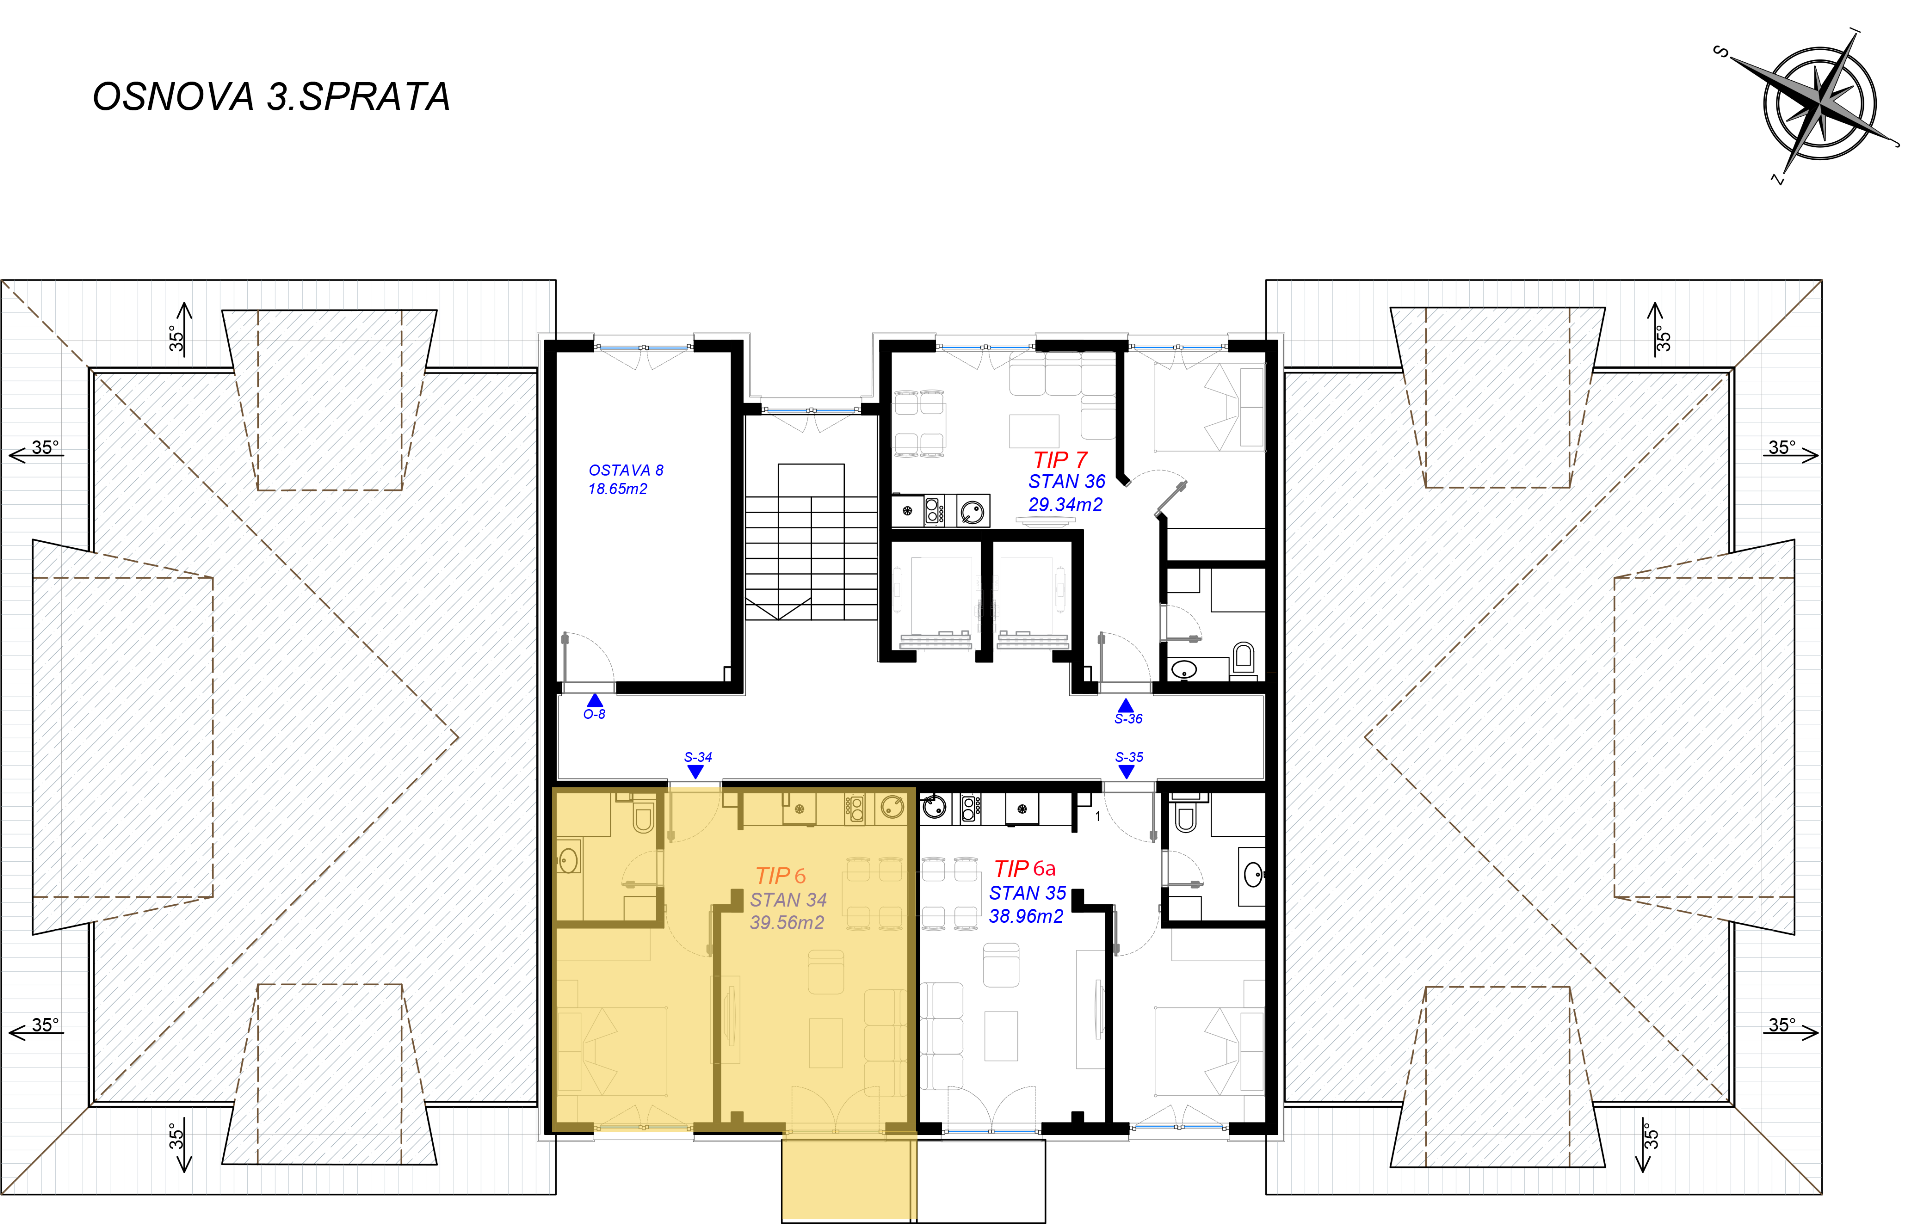 OSNOVA 3.SPRATA
S
I
J
Z
35°
35°
35°
35°
OSTAVA 8
18.65m2
TIP 7
STAN 36
29.34m2
O-8
S-36
S-34
S-35
1
TIP 6
STAN 34
39.56m2
TIP 6a
STAN 35
38.96m2
35°
35°
35°
35°